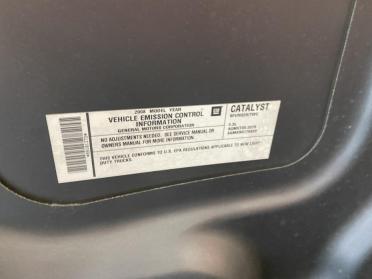 2008 MODEL YEAR
VEHICLE EMISSION CONTROL
INFORMATION
GENERAL MOTORS CORPORATION
NO ADJUSTMENTS NEEDED. SEE SERVICE MANUAL OR
OWNERS MANUAL FOR MORE INFORMATION.
THIS VEHICLE CONFORMS TO U.S. EPA REGULATIONS APPLICABLE TO NEW LIGHT
DUTY TRUCKS.
GM
CATALYST